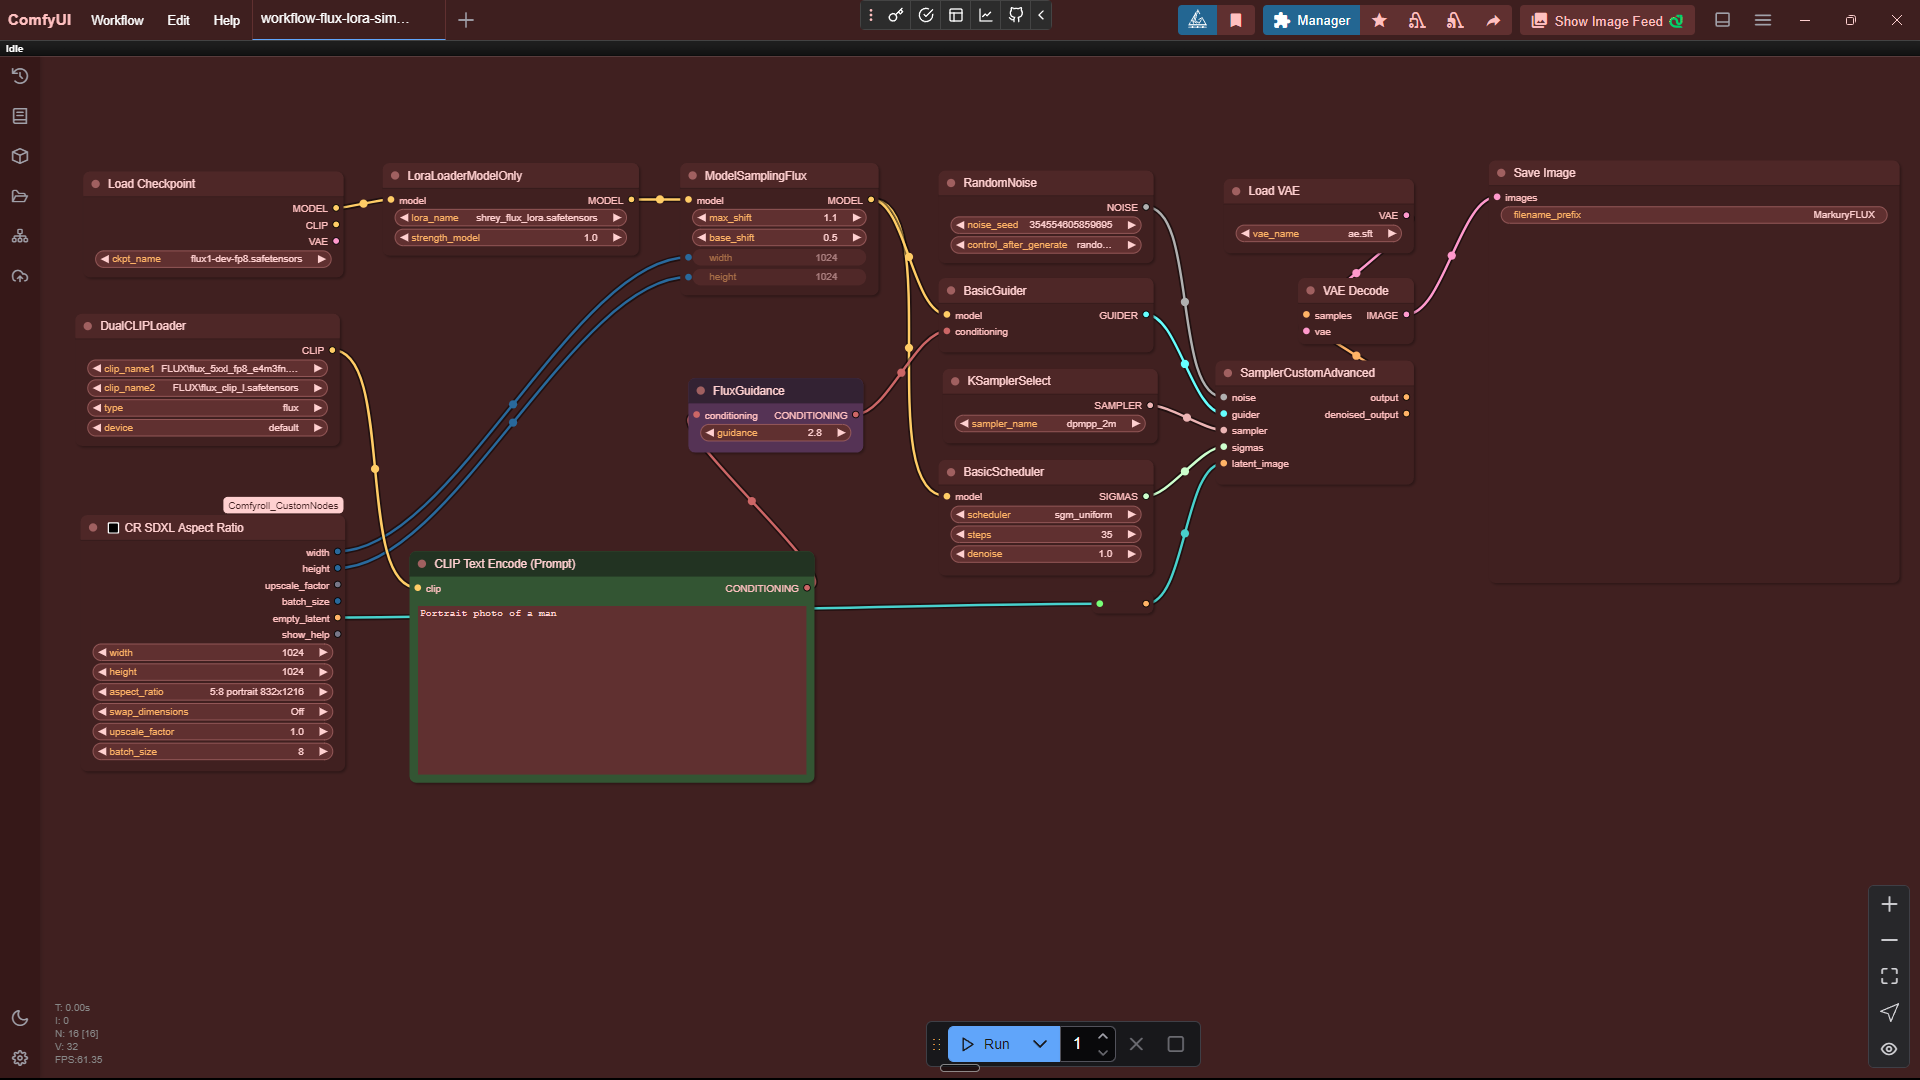 ComfyUI Workflow Edit Help workflow-flux-lora-sim... Manager Show Image Feed
Idle
Load Checkpoint
MODEL
CLIP
VAE
ckpt_name flux1-dev-fp8.safetensors
LoraLoaderModelOnly
model MODEL
lora_name shrey_flux_lora.safetensors
strength_model 1.0
ModelSamplingFlux
model MODEL
max_shift 1.1
base_shift 0.5
width 1024
height 1024
RandomNoise
NOISE
noise_seed 354554605859695
control_after_generate rando...
Load VAE
VAE
vae_name ae.sft
Save Image
images
filename_prefix MarkuryFLUX
BasicGuider
model GUIDER
conditioning
VAE Decode
samples IMAGE
vae
DualCLIPLoader
CLIP
clip_name1 FLUX\flux_5xxl_fp8_e4m3fn....
clip_name2 FLUX\flux_clip_l.safetensors
type flux
device default
FluxGuidance
conditioning CONDITIONING
guidance 2.8
KSamplerSelect
SAMPLER
sampler_name dpmpp_2m
SamplerCustomAdvanced
noise output
guider denoised_output
sampler
sigmas
latent_image
BasicScheduler
model SIGMAS
scheduler sgm_uniform
steps 35
denoise 1.0
Comfyroll_CustomNodes
CR SDXL Aspect Ratio
width
height
upscale_factor
batch_size
empty_latent
show_help
width 1024
height 1024
aspect_ratio 5:8 portrait 832x1216
swap_dimensions Off
upscale_factor 1.0
batch_size 8
CLIP Text Encode (Prompt)
clip CONDITIONING
Portrait photo of a man
T: 0.00s
I: 0
N: 16 [16]
V: 32
FPS:61.35
Run 1